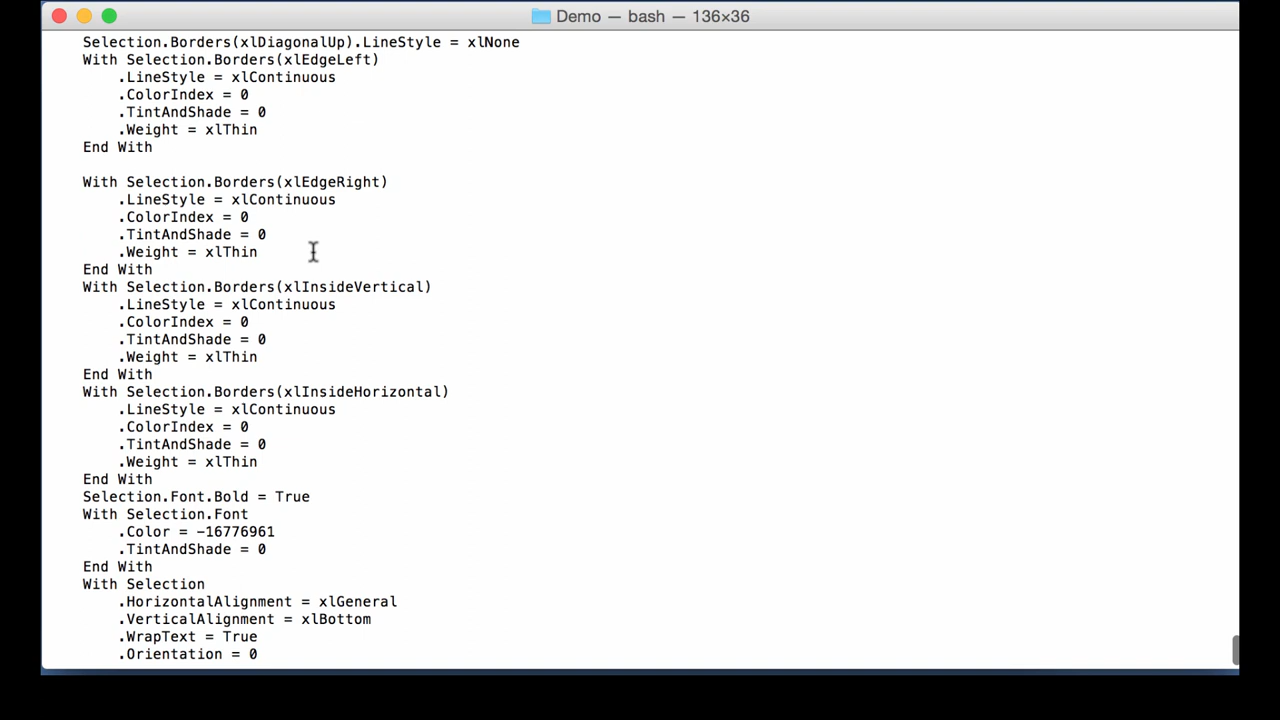 Demo — bash — 136×36
Selection.Borders(xlDiagonalUp).LineStyle = xlNone
With Selection.Borders(xlEdgeLeft)
.LineStyle = xlContinuous
.ColorIndex = 0
.TintAndShade = 0
.Weight = xlThin
End With
With Selection.Borders(xlEdgeRight)
.LineStyle = xlContinuous
.ColorIndex = 0
.TintAndShade = 0
.Weight = xlThin
End With
With Selection.Borders(xlInsideVertical)
.LineStyle = xlContinuous
.ColorIndex = 0
.TintAndShade = 0
.Weight = xlThin
End With
With Selection.Borders(xlInsideHorizontal)
.LineStyle = xlContinuous
.ColorIndex = 0
.TintAndShade = 0
.Weight = xlThin
End With
Selection.Font.Bold = True
With Selection.Font
.Color = -16776961
.TintAndShade = 0
End With
With Selection
.HorizontalAlignment = xlGeneral
.VerticalAlignment = xlBottom
.WrapText = True
.Orientation = 0